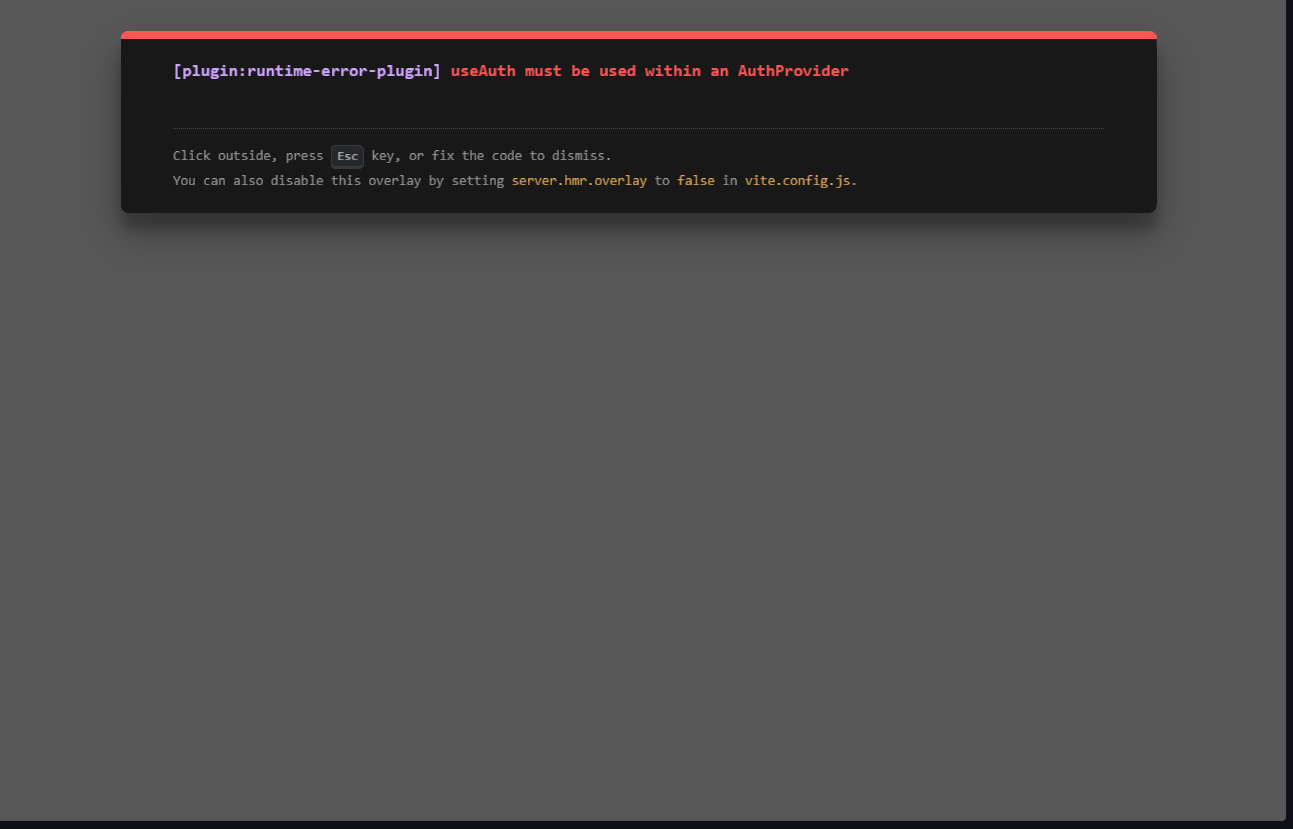 [plugin:runtime-error-plugin] useAuth must be used within an AuthProvider
Click outside, press Esc key, or fix the code to dismiss.
You can also disable this overlay by setting server.hmr.overlay to false in vite.config.js.